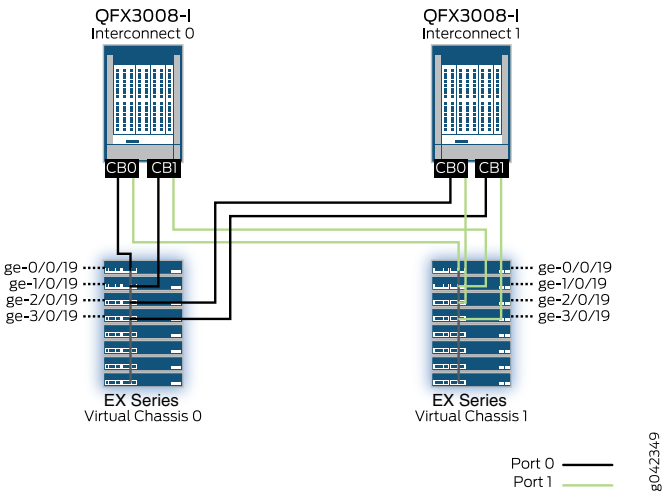 QFX3008-I
Interconnect 0
QFX3008-I
Interconnect 1
CB0 CB1
CB0 CB1
ge-0/0/19
ge-1/0/19
ge-2/0/19
ge-3/0/19
ge-0/0/19
ge-1/0/19
ge-2/0/19
ge-3/0/19
EX Series
Virtual Chassis 0
EX Series
Virtual Chassis 1
Port 0
Port 1
g042349